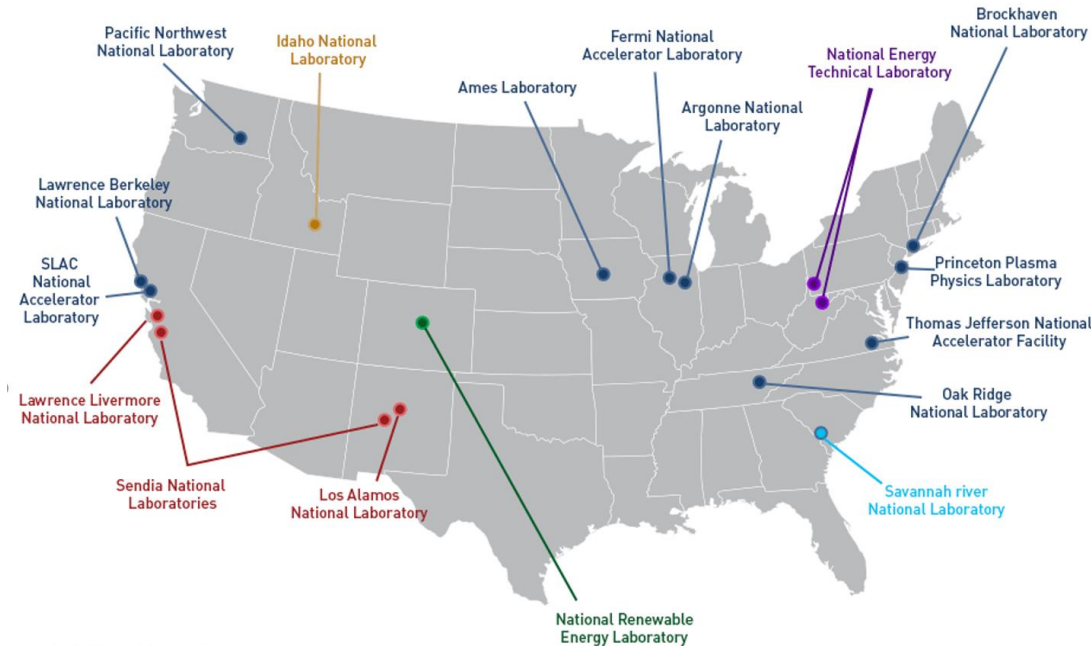 Brockhaven
National Laboratory
Pacific Northwest
National Laboratory
Idaho National
Laboratory
Fermi National
Accelerator Laboratory
National Energy
Technical Laboratory
Ames Laboratory
Argonne National
Laboratory
Lawrence Berkeley
National Laboratory
SLAC
National
Accelerator
Laboratory
Princeton Plasma
Physics Laboratory
Thomas Jefferson National
Accelerator Facility
Lawrence Livermore
National Laboratory
Oak Ridge
National Laboratory
Sendia National
Laboratories
Los Alamos
National Laboratory
Savannah river
National Laboratory
National Renewable
Energy Laboratory